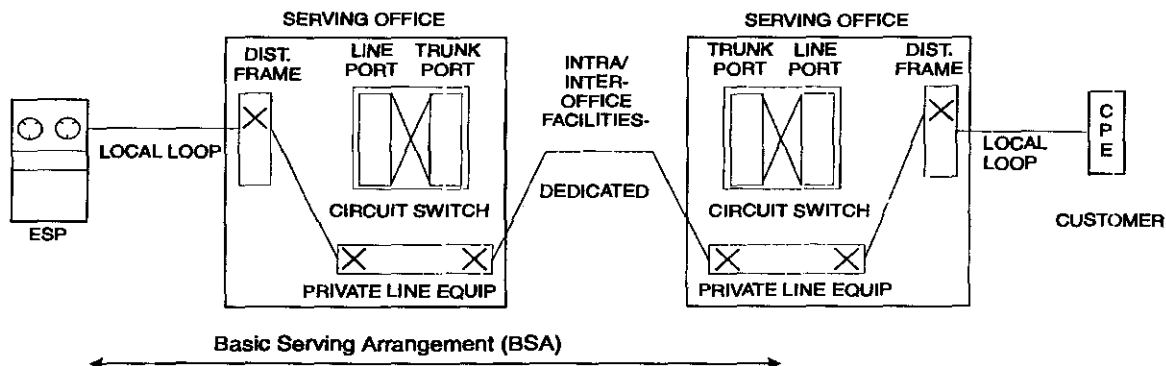 SERVING OFFICE
SERVING OFFICE
DIST.
FRAME
LINE
PORT
TRUNK
PORT
INTRA/
INTER-
OFFICE
FACILITIES-
TRUNK
PORT
LINE
PORT
DIST.
FRAME
LOCAL LOOP
DEDICATED
LOCAL
LOOP
CPE
CIRCUIT SWITCH
CIRCUIT SWITCH
ESP
CUSTOMER
PRIVATE LINE EQUIP
PRIVATE LINE EQUIP
Basic Serving Arrangement (BSA)